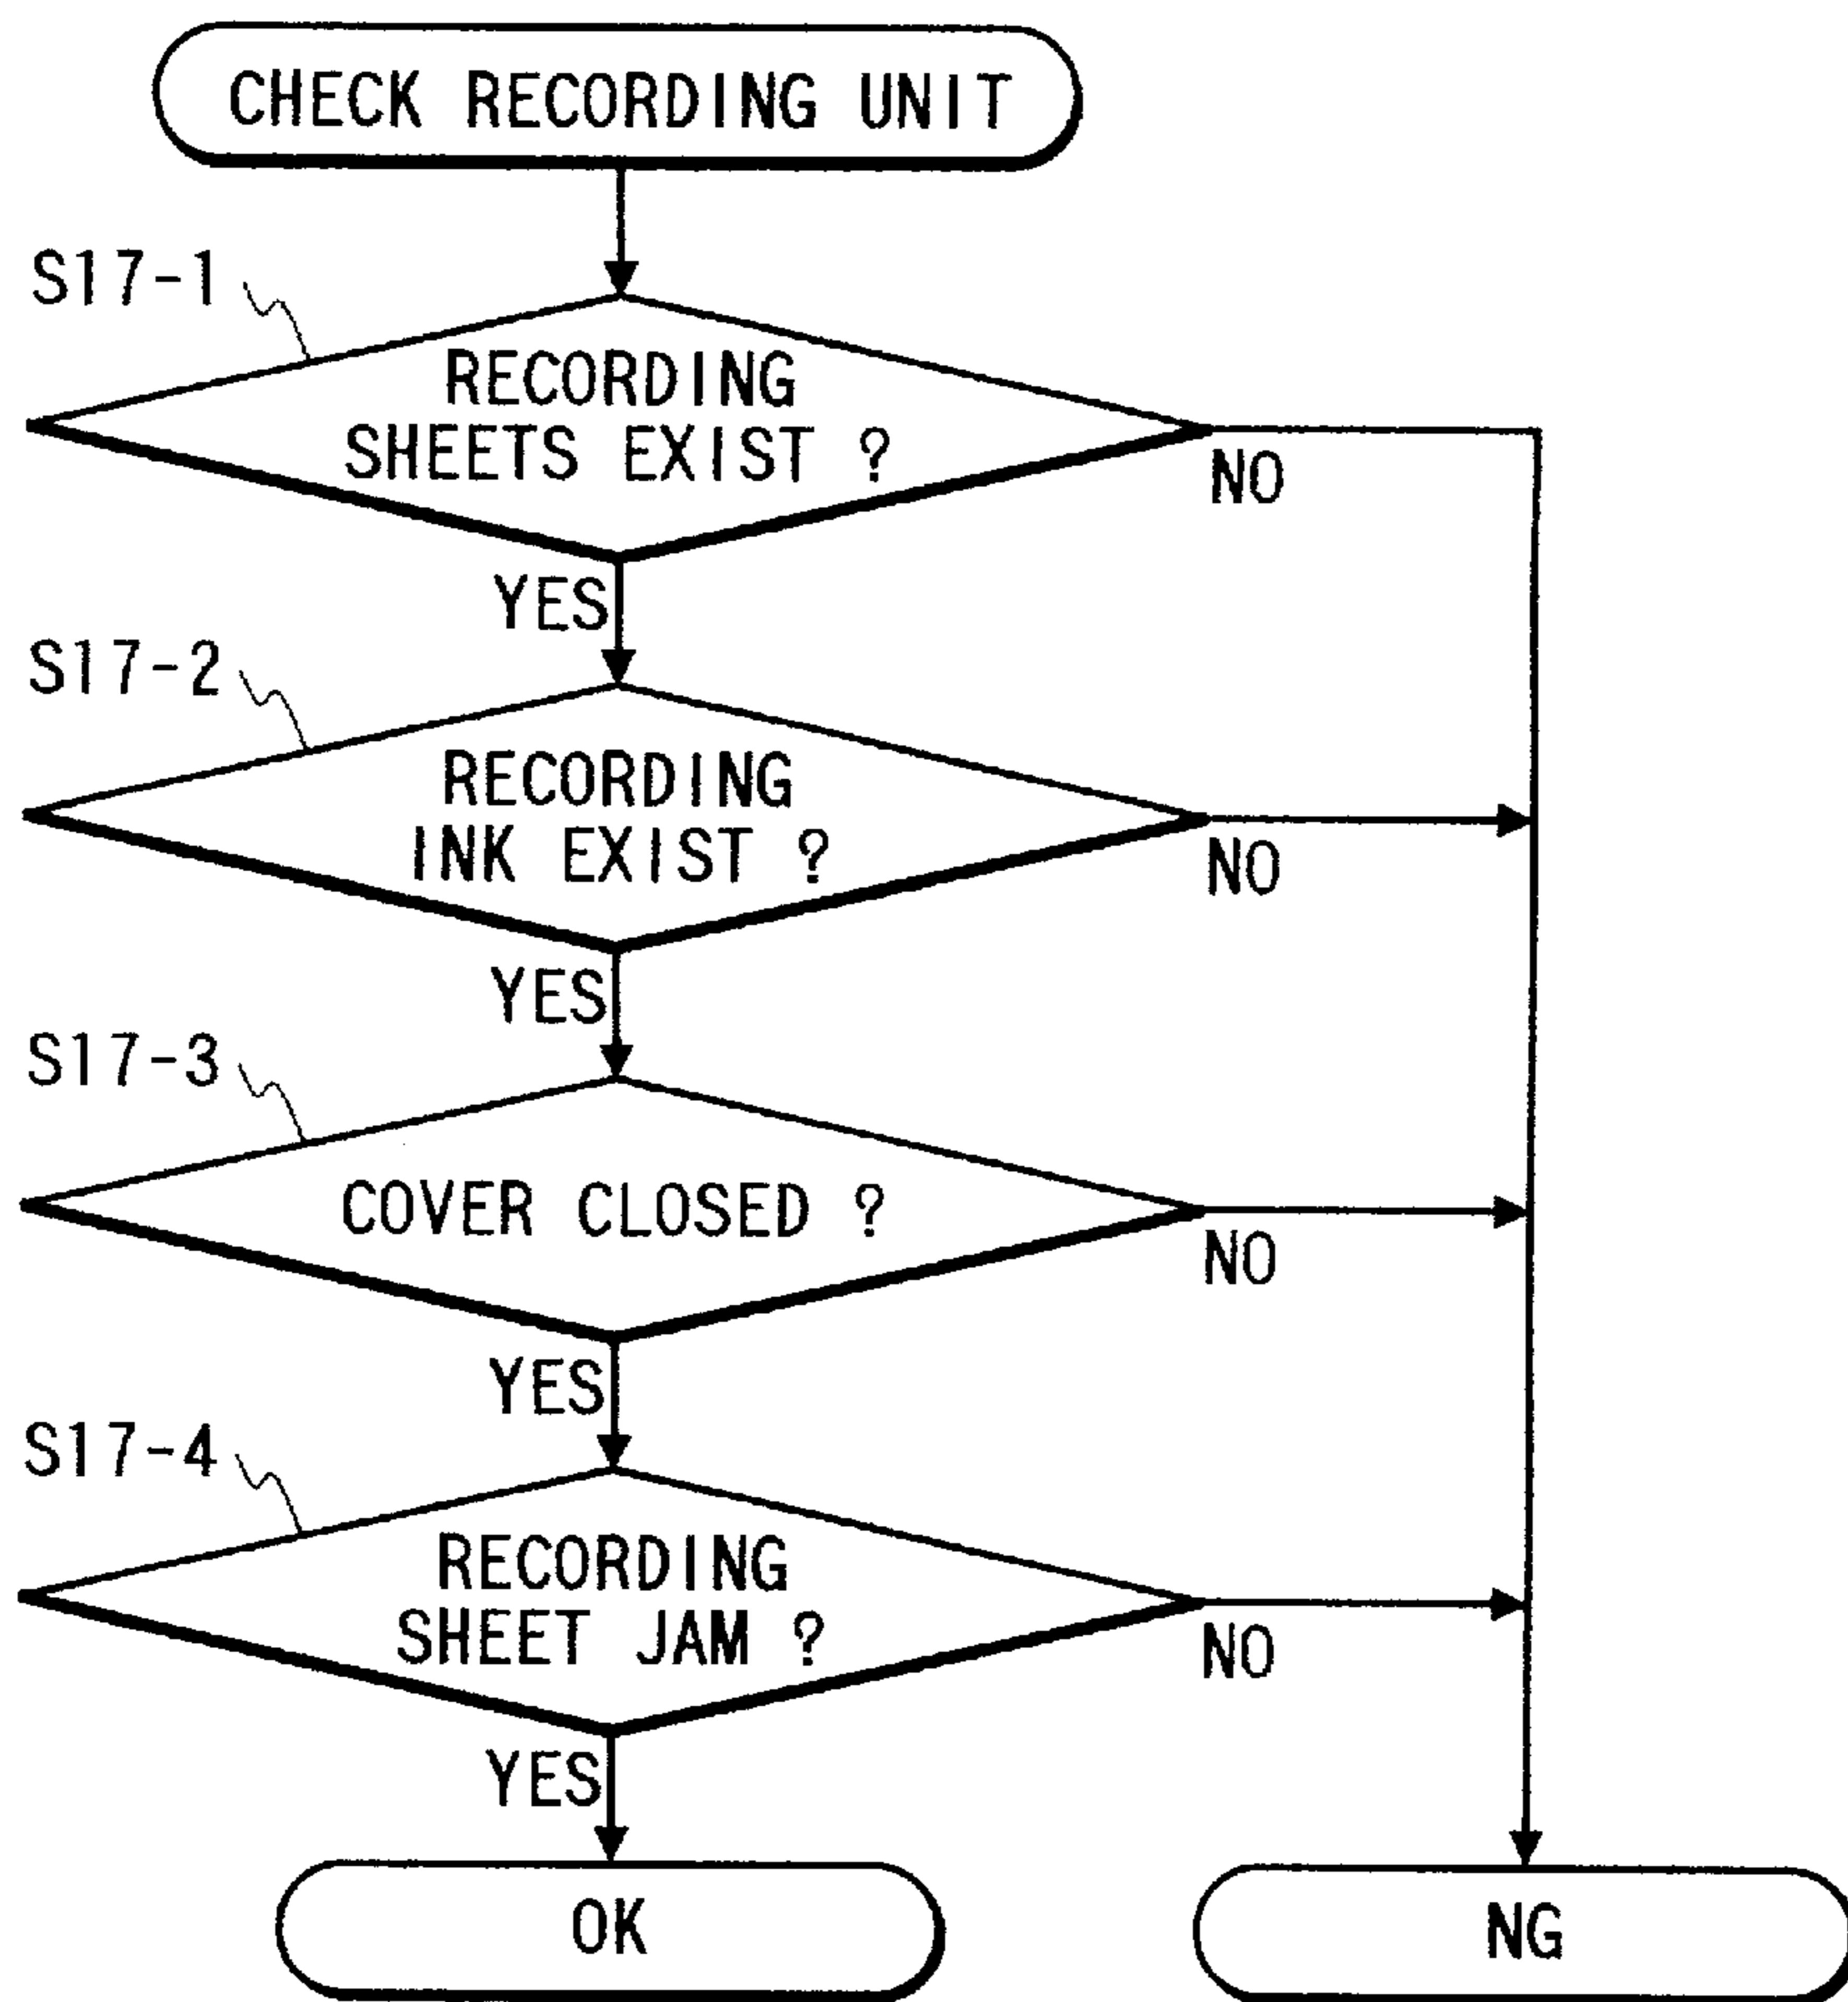 CHECK RECORDING UNIT
S17-1
RECORDING
SHEETS EXIST ?
NO
YES
S17-2
RECORDING
INK EXIST ?
NO
YES
S17-3
COVER CLOSED ?
NO
YES
S17-4
RECORDING
SHEET JAM ?
NO
YES
OK
NG